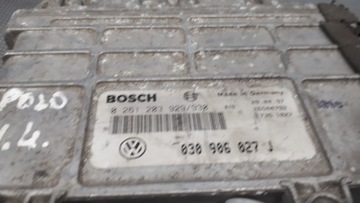 BOSCH
Made in Germany
0 261 203 929/930
POLO
1.4.
030 906 027 J